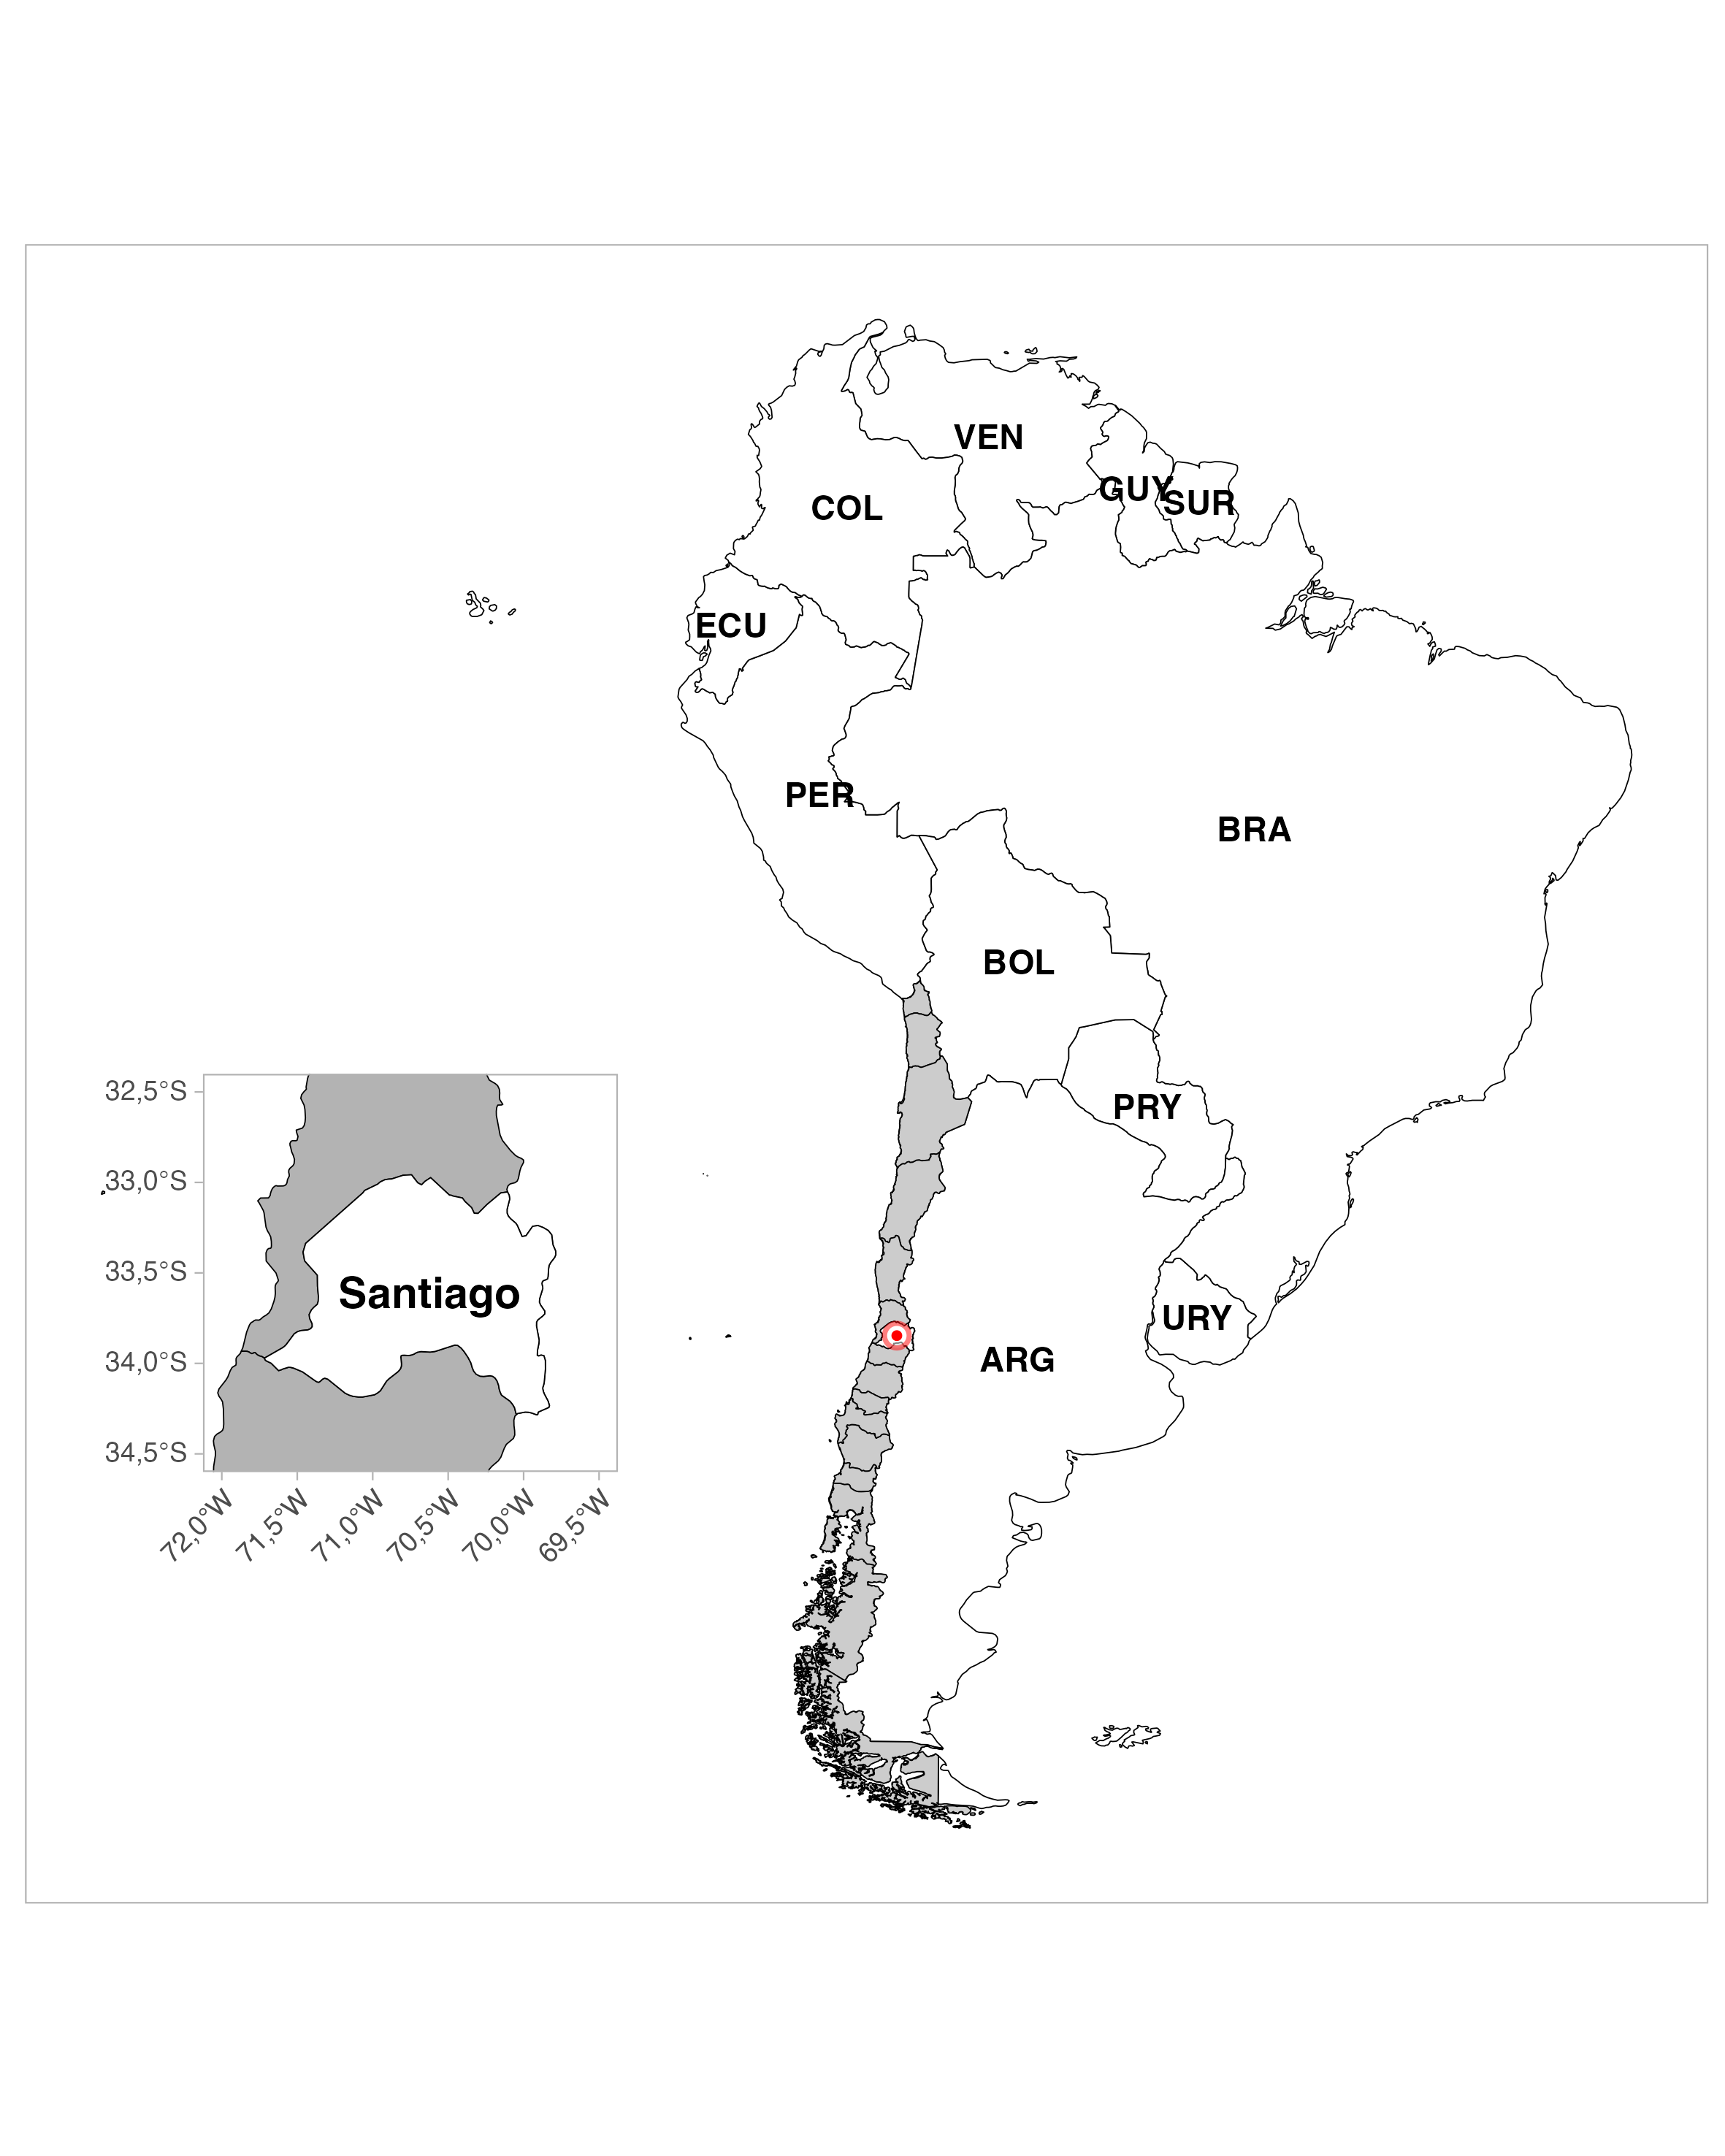 VEN
GUY
SUR
COL
ECU
PER
BRA
BOL
PRY
URY
ARG
32,5°S
33,0°S
33,5°S
34,0°S
34,5°S
Santiago
72,0°W
71,5°W
71,0°W
70,5°W
70,0°W
69,5°W